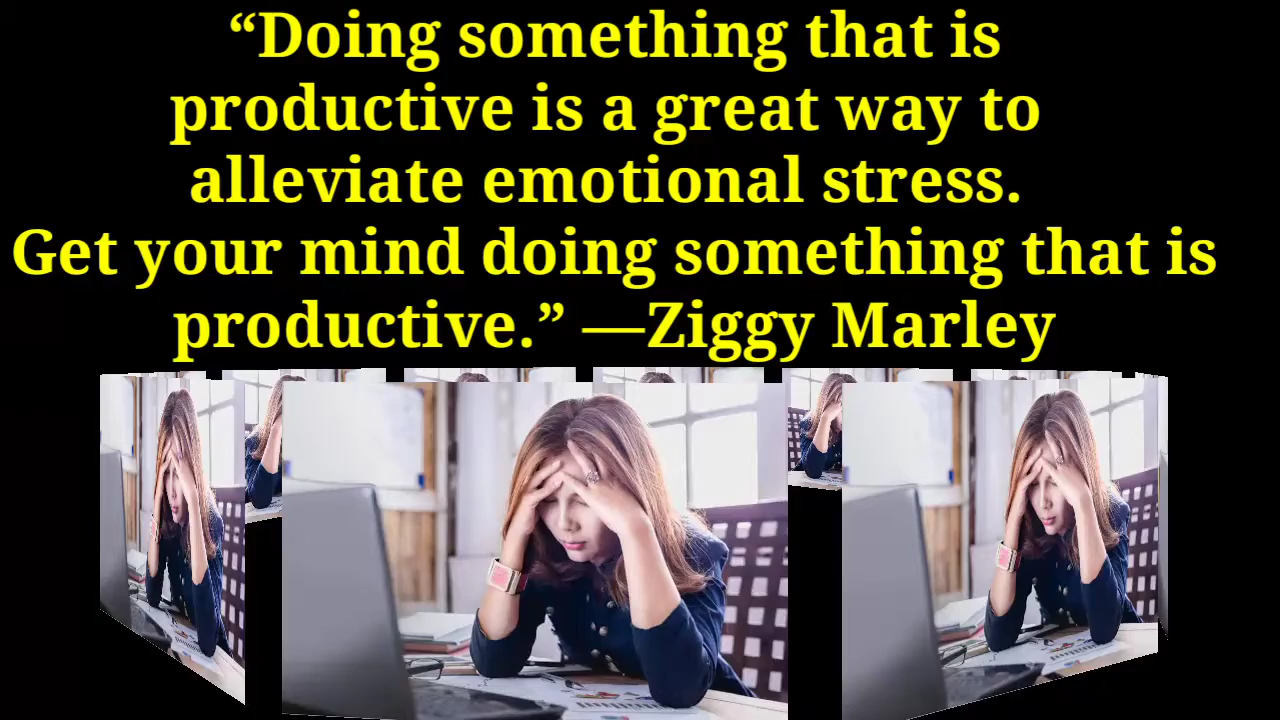 “Doing something that is
productive is a great way to
alleviate emotional stress.
Get your mind doing something that is
productive.” —Ziggy Marley